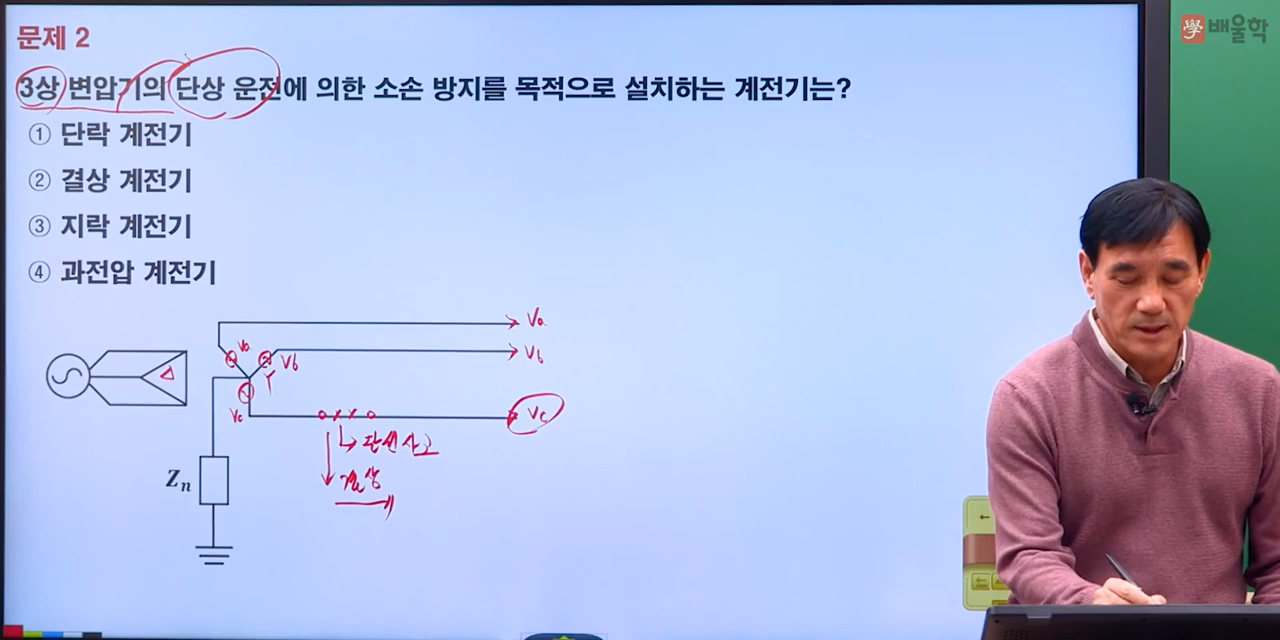 學 배울학
문제 2
3상 변압기의 단상 운전에 의한 소손 방지를 목적으로 설치하는 계전기는?
① 단락 계전기
② 결상 계전기
③ 지락 계전기
④ 과전압 계전기
Va
Va
Vb
Vb
Δ
Y
Vc
Vc
단선사고
결상
Zn